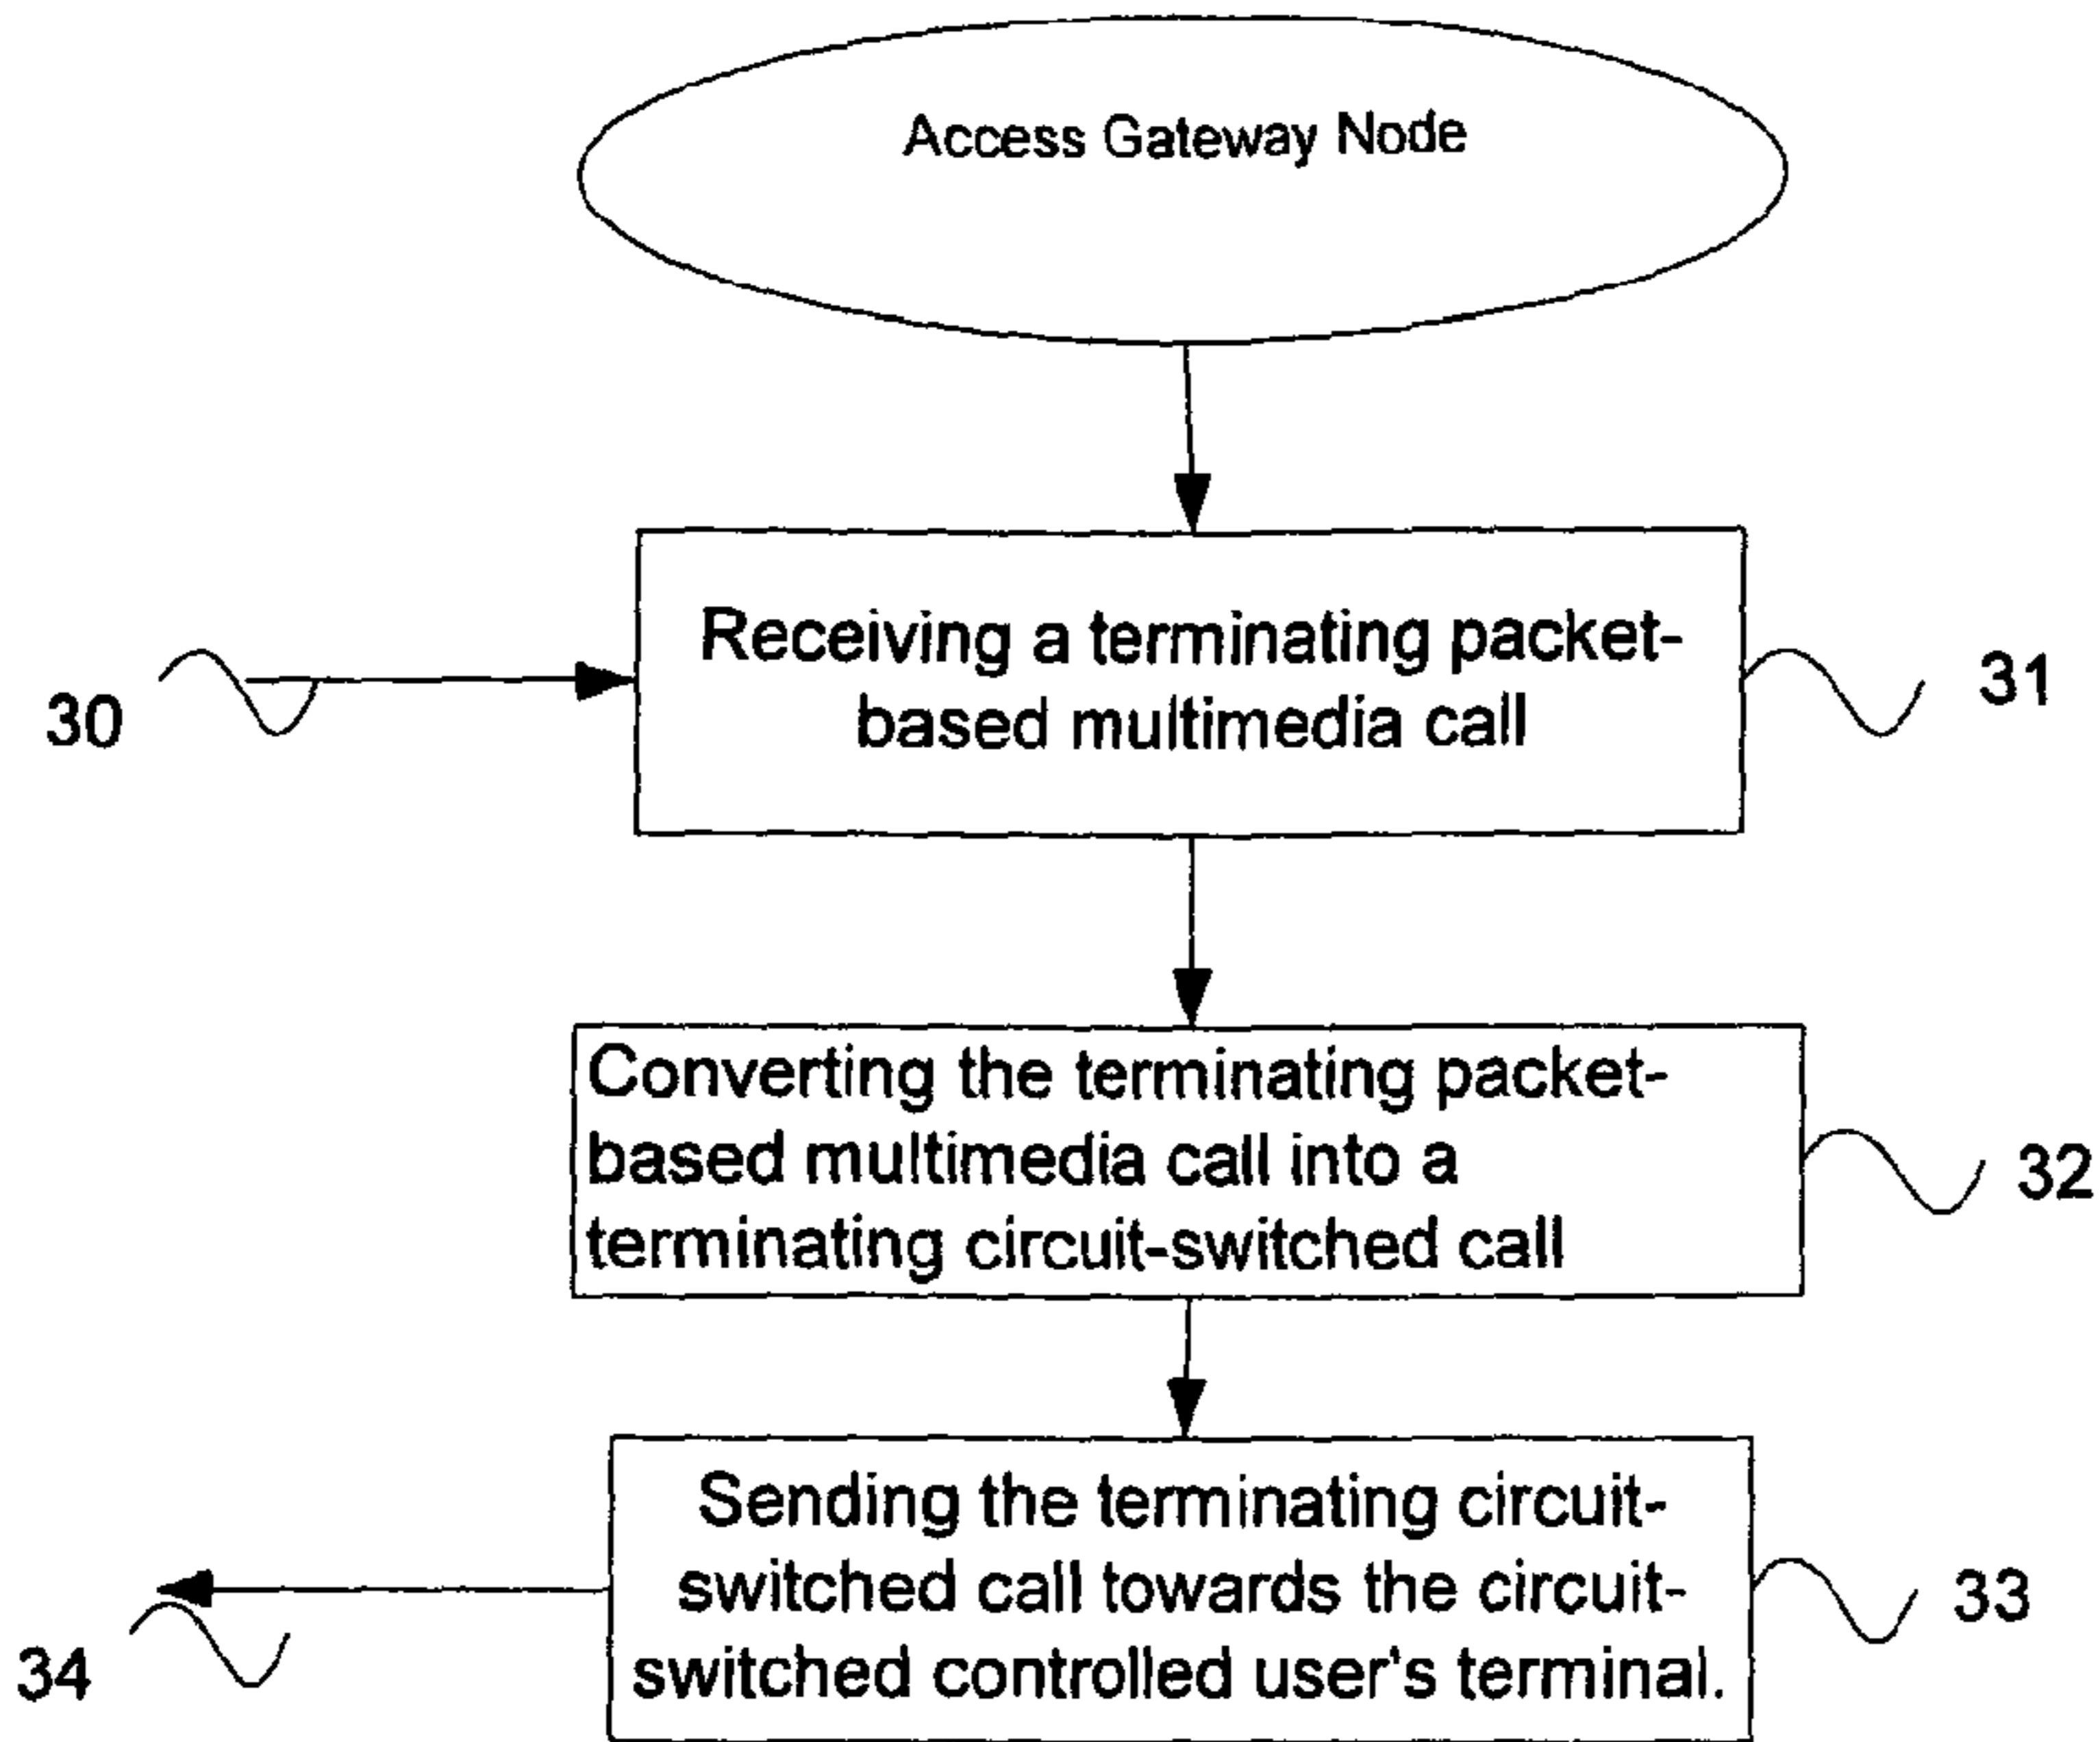 Access Gateway Node
Receiving a terminating packet-
based multimedia call
30
31
Converting the terminating packet-
based multimedia call into a
terminating circuit-switched call
32
Sending the terminating circuit-
switched call towards the circuit-
switched controlled user's terminal.
33
34